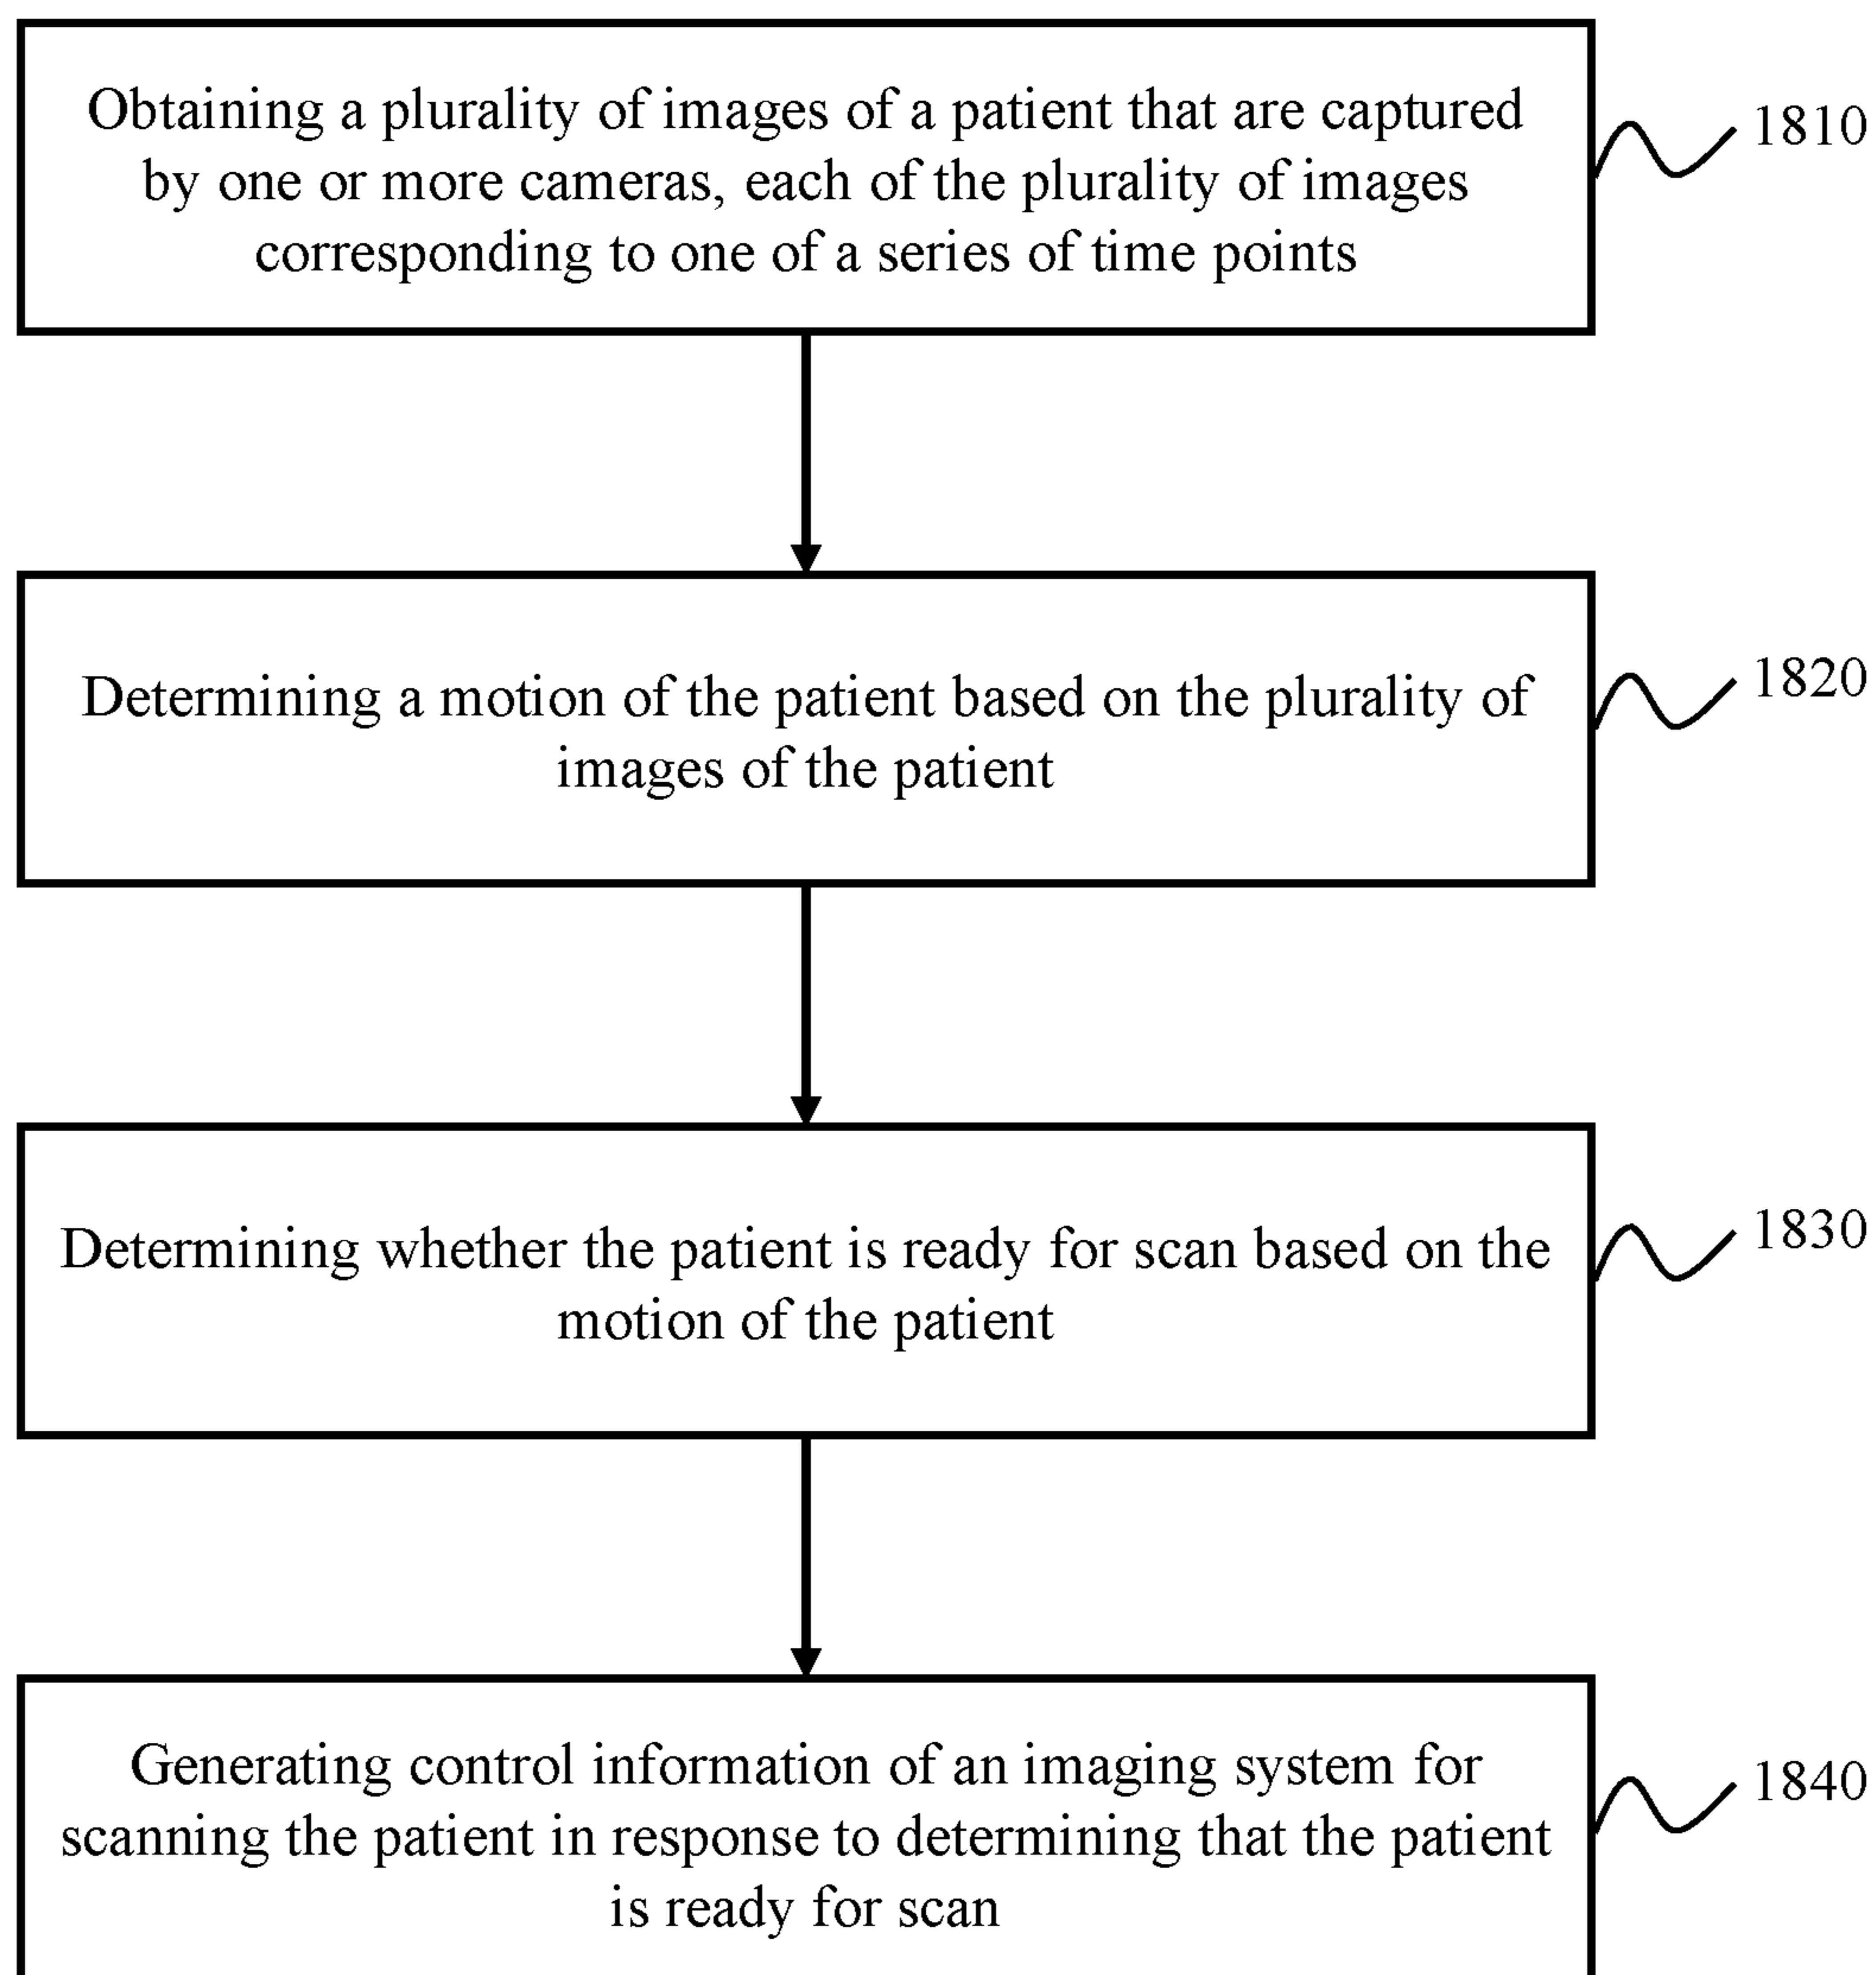 Obtaining a plurality of images of a patient that are captured
by one or more cameras, each of the plurality of images
corresponding to one of a series of time points
1810
Determining a motion of the patient based on the plurality of
images of the patient
1820
Determining whether the patient is ready for scan based on the
motion of the patient
1830
Generating control information of an imaging system for
scanning the patient in response to determining that the patient
is ready for scan
1840